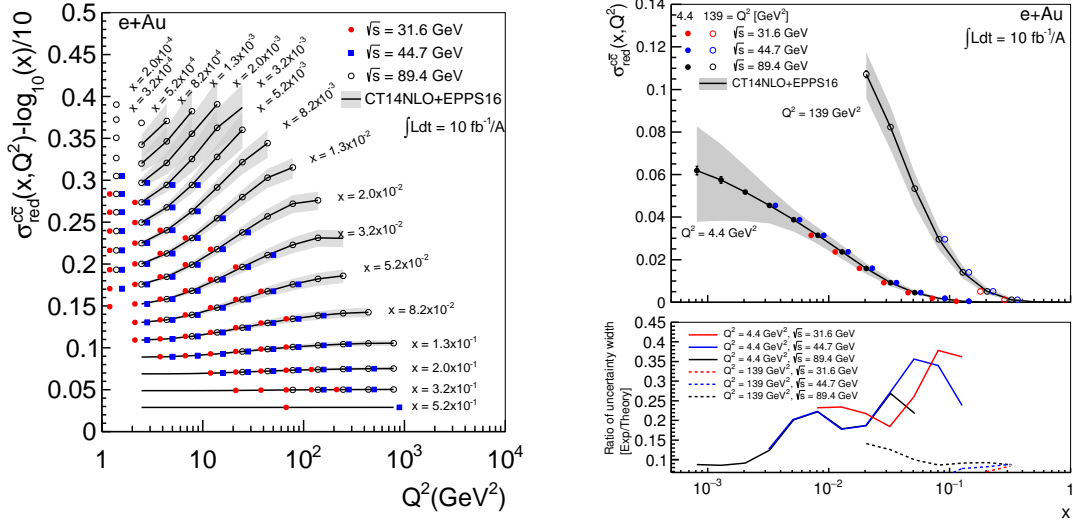 e+Au
√s = 31.6 GeV
√s = 44.7 GeV
√s = 89.4 GeV
CT14NLO+EPPS16
∫Ldt = 10 fb⁻¹/A
σ_red^cc̄(x,Q²)-log₁₀(x)/10
0.5
0.45
0.4
0.35
0.3
0.25
0.2
0.15
0.1
0.05
0
x = 2.0x10⁻⁴
x = 3.2x10⁻⁴
x = 5.2x10⁻⁴
x = 8.2x10⁻⁴
x = 1.3x10⁻³
x = 2.0x10⁻³
x = 3.2x10⁻³
x = 5.2x10⁻³
x = 8.2x10⁻³
x = 1.3x10⁻²
x = 2.0x10⁻²
x = 3.2x10⁻²
x = 5.2x10⁻²
x = 8.2x10⁻²
x = 1.3x10⁻¹
x = 2.0x10⁻¹
x = 3.2x10⁻¹
x = 5.2x10⁻¹
1 10 10² 10³ 10⁴
Q²(GeV²)
σ_red^cc̄(x,Q²)
0.14
0.12
0.1
0.08
0.06
0.04
0.02
0
4.4 139 = Q² [GeV²]
√s = 31.6 GeV
√s = 44.7 GeV
√s = 89.4 GeV
CT14NLO+EPPS16
e+Au
∫Ldt = 10 fb⁻¹/A
Q² = 139 GeV²
Q² = 4.4 GeV²
Ratio of uncertainty width
[Exp/Theory]
0.45
0.4
0.35
0.3
0.25
0.2
0.15
0.1
Q² = 4.4 GeV², √s = 31.6 GeV
Q² = 4.4 GeV², √s = 44.7 GeV
Q² = 4.4 GeV², √s = 89.4 GeV
Q² = 139 GeV², √s = 31.6 GeV
Q² = 139 GeV², √s = 44.7 GeV
Q² = 139 GeV², √s = 89.4 GeV
10⁻³ 10⁻² 10⁻¹ 1
x